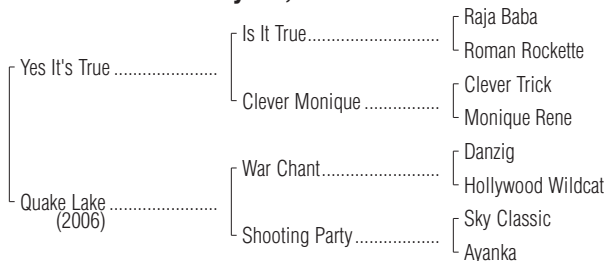 Raja Baba
Is It True
Roman Rockette
Yes It's True
Clever Trick
Clever Monique
Monique Rene
Danzig
War Chant
Hollywood Wildcat
Quake Lake
(2006)
Sky Classic
Shooting Party
Ayanka